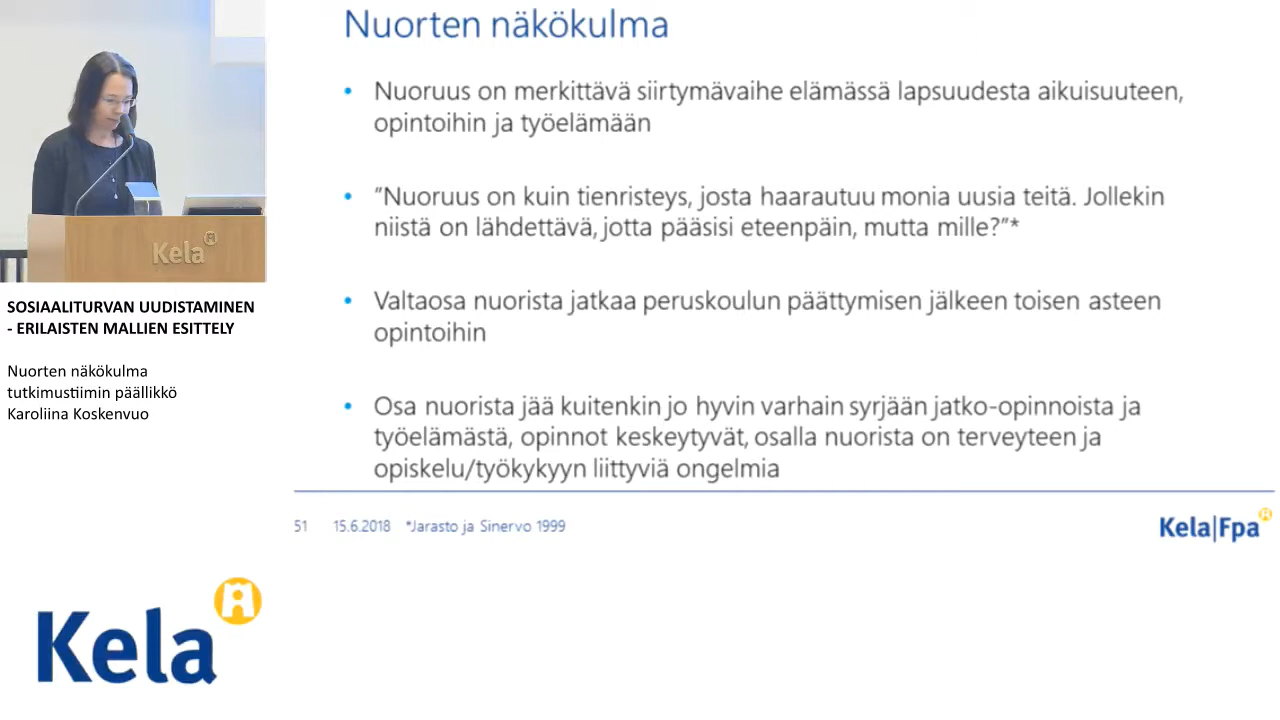 Nuorten näkökulma
• Nuoruus on merkittävä siirtymävaihe elämässä lapsuudesta aikuisuuteen,
opintoihin ja työelämään
• ”Nuoruus on kuin tienristeys, josta haarautuu monia uusia teitä. Jollekin
niistä on lähdettävä, jotta pääsisi eteenpäin, mutta mille?”*
• Valtaosa nuorista jatkaa peruskoulun päättymisen jälkeen toisen asteen
opintoihin
• Osa nuorista jää kuitenkin jo hyvin varhain syrjään jatko-opinnoista ja
työelämästä, opinnot keskeytyvät, osalla nuorista on terveyteen ja
opiskelu/työkykyyn liittyviä ongelmia
51 15.6.2018 *Jarasto ja Sinervo 1999
Kela|Fpa
Kela
SOSIAALITURVAN UUDISTAMINEN
- ERILAISTEN MALLIEN ESITTELY
Nuorten näkökulma
tutkimustiimin päällikkö
Karoliina Koskenvuo
Kela